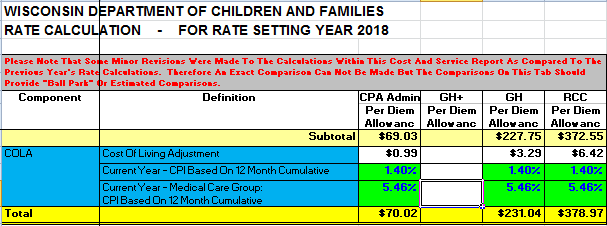 WISCONSIN DEPARTMENT OF CHILDREN AND FAMILIES
RATE CALCULATION - FOR RATE SETTING YEAR 2018
Please Note That Some Minor Revisions Were Made To The Calculations Within This Cost And Service Report As Compared To The
Previous Year's Rate Calculations. Therefore An Exact Comparison Can Not Be Made But The Comparisons On This Tab Should
Provide "Ball Park" Or Estimated Comparisons.
Component Definition CPA Admin GH+ GH RCC
Per Diem Per Diem Per Diem Per Diem
Allowanc Allowanc Allowanc Allowanc
Subtotal $69.03 $227.75 $372.55
COLA Cost Of Living Adjustment $0.99 $3.29 $6.42
Current Year - CPI Based On 12 Month Cumulative 1.40% 1.40% 1.40%
Current Year - Medical Care Group: 5.46% 5.46% 5.46%
CPI Based On 12 Month Cumulative
Total $70.02 $231.04 $378.97